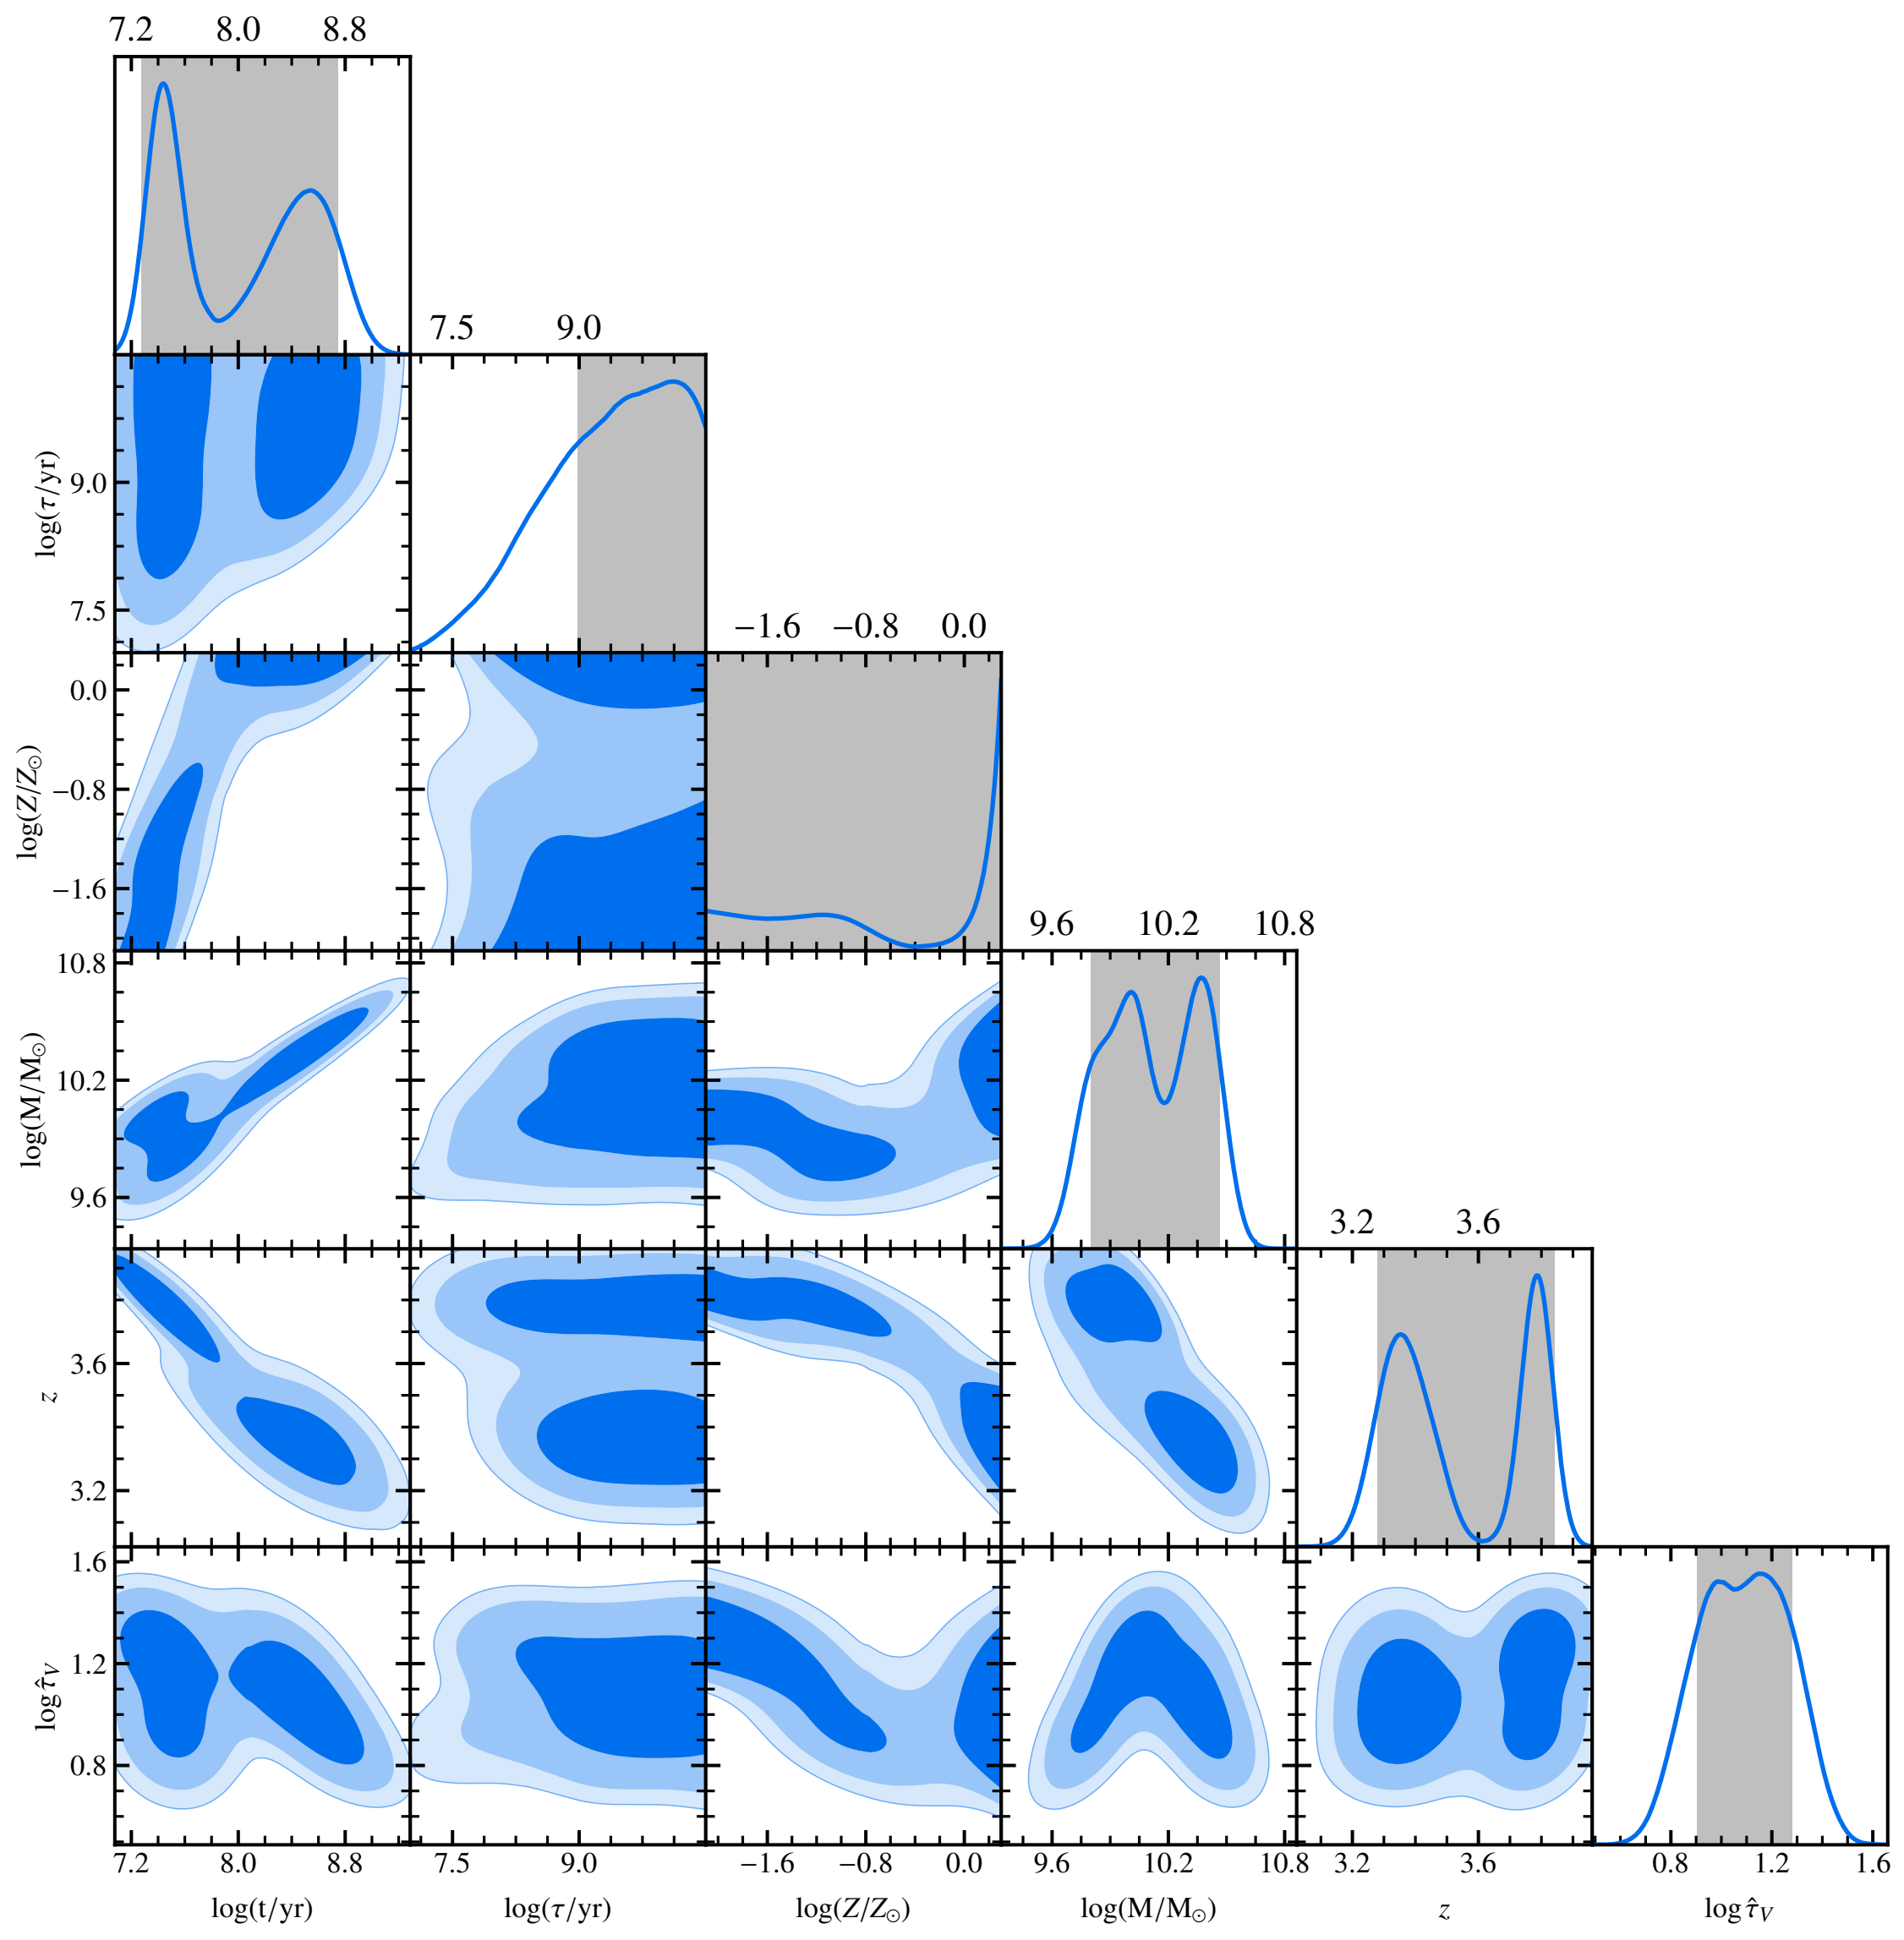 7.2 8.0 8.8
7.5 9.0
log(τ/yr)
9.0
7.5
−1.6 −0.8 0.0
log(Z/Z⊙)
0.0
−0.8
−1.6
9.6 10.2 10.8
log(M/M⊙)
10.8
10.2
9.6
3.2 3.6
z
3.6
3.2
log τ̂V
1.6
1.2
0.8
7.2 8.0 8.8 7.5 9.0 −1.6 −0.8 0.0 9.6 10.2 10.8 3.2 3.6 0.8 1.2 1.6
log(t/yr) log(τ/yr) log(Z/Z⊙) log(M/M⊙) z log τ̂V